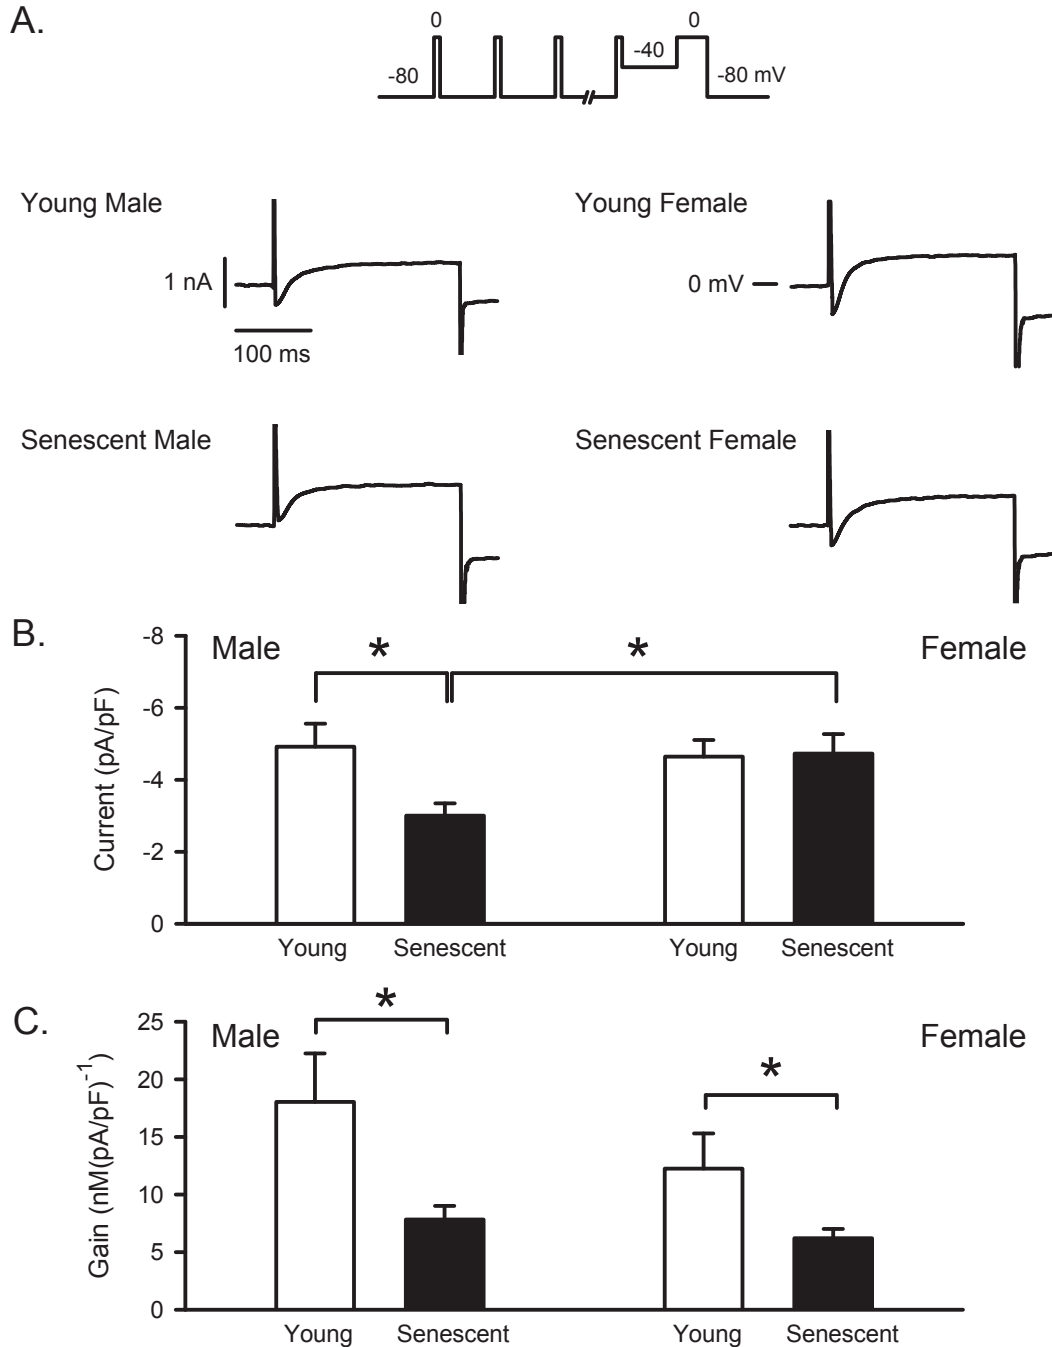 A.
0
0
-80
-40
-80 mV
Young Male
Young Female
1 nA
0 mV
100 ms
Senescent Male
Senescent Female
B.
Male
*
*
Female
Current (pA/pF)
-8
-6
-4
-2
0
Young
Senescent
Young
Senescent
C.
Male
*
*
Female
Gain (nM(pA/pF)⁻¹)
25
20
15
10
5
0
Young
Senescent
Young
Senescent